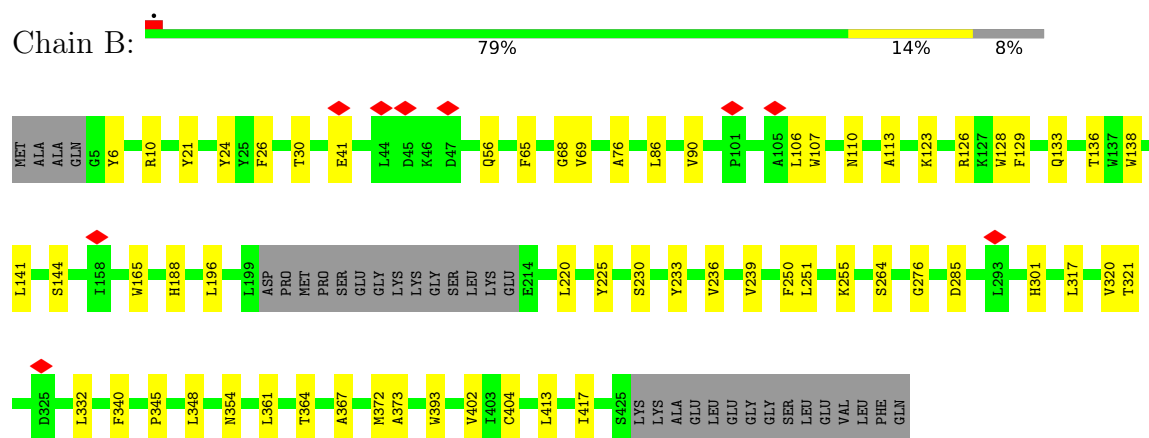 Chain B:
79% 14% 8%
MET ALA ALA GLN G5 Y6 R10 Y21 Y24 Y25 F26 T30 E41 L44 D45 K46 D47 Q56 F65 G68 V69 A76 L86 V90 P101 A105 L106 W107 N110 A113 K123 R126 K127 W128 F129 Q133 T136 W137 W138
L141 S144 I158 W165 H188 L196 L199 ASP PRO MET PRO SER GLU GLY LYS LYS GLY SER LEU LYS GLU E214 L220 Y225 S230 Y233 V236 V239 F250 L251 K255 S264 G276 D285 L293 H301 L317 V320 T321
D325 L332 F340 P345 L348 N354 L361 T364 A367 M372 A373 W393 V402 I403 C404 L413 I417 S425 LYS LYS ALA GLU LEU GLU GLY GLY SER LEU GLU VAL LEU PHE GLN